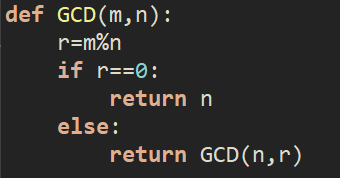 def GCD(m,n):
    r=m%n
    if r==0:
        return n
    else:
        return GCD(n,r)